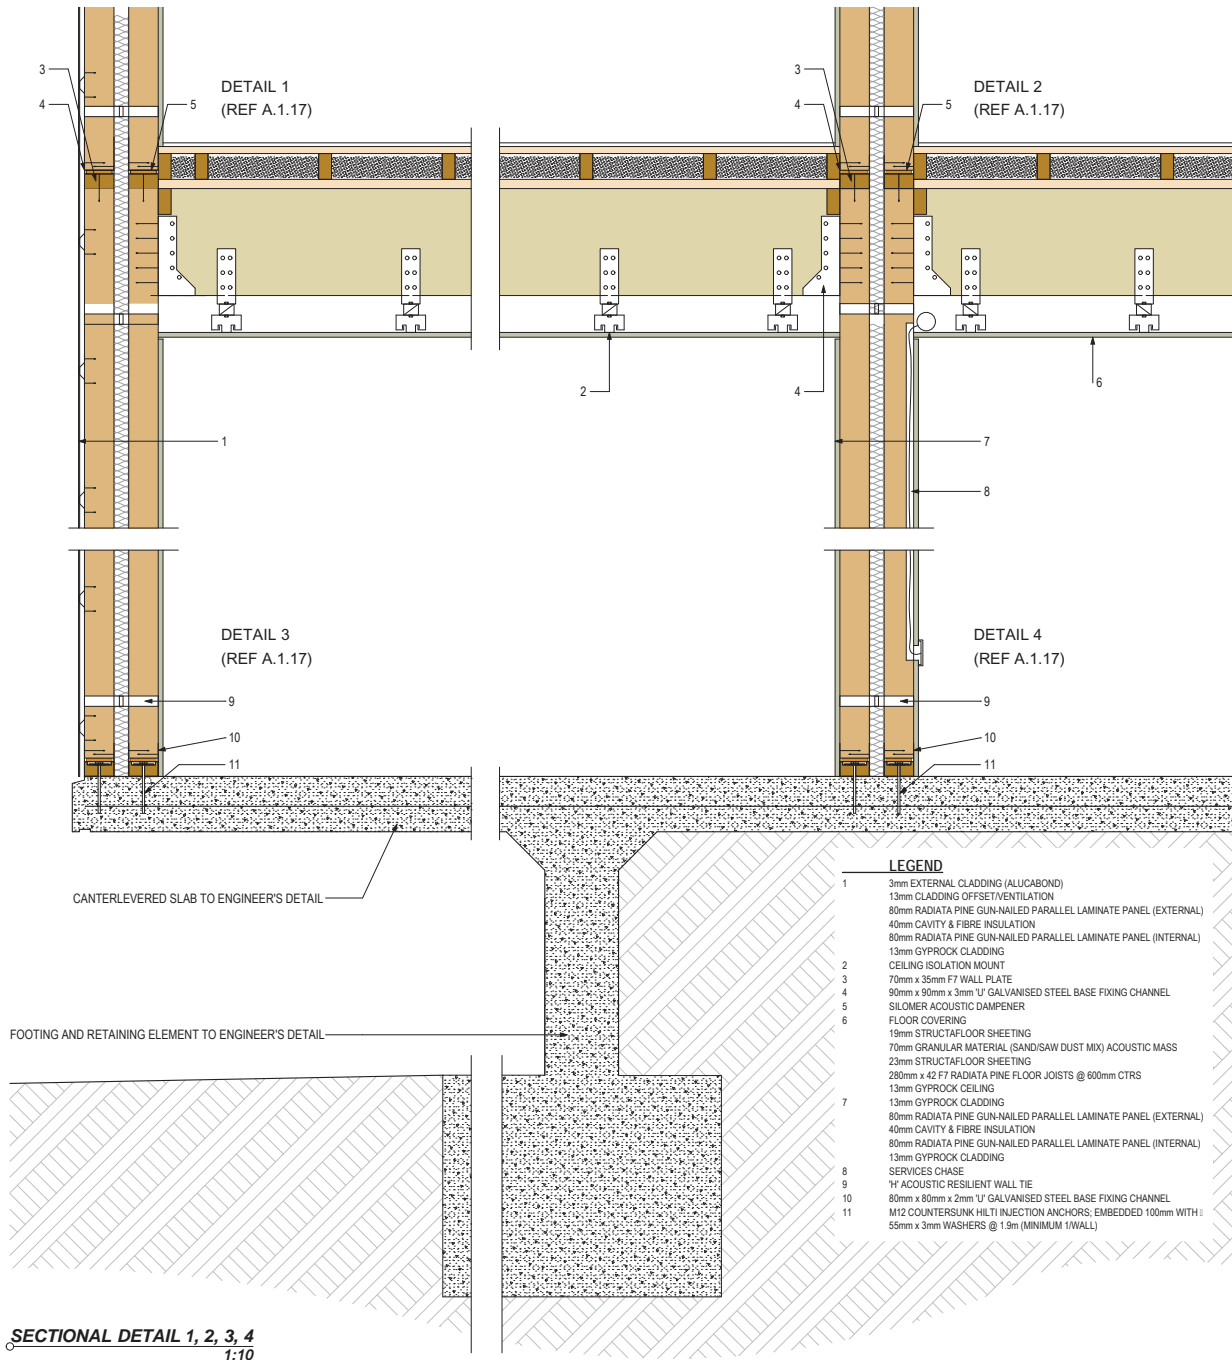 DETAIL 1
(REF A.1.17)
3
4
5
DETAIL 2
(REF A.1.17)
3
4
5
2
4
6
1
7
8
DETAIL 3
(REF A.1.17)
9
10
11
DETAIL 4
(REF A.1.17)
9
10
11
CANTERLEVERED SLAB TO ENGINEER'S DETAIL
FOOTING AND RETAINING ELEMENT TO ENGINEER'S DETAIL
LEGEND
1 3mm EXTERNAL CLADDING (ALUCABOND)
13mm CLADDING OFFSET/VENTILATION
80mm RADIATA PINE GUN-NAILED PARALLEL LAMINATE PANEL (EXTERNAL)
40mm CAVITY & FIBRE INSULATION
80mm RADIATA PINE GUN-NAILED PARALLEL LAMINATE PANEL (INTERNAL)
13mm GYPROCK CLADDING
2 CEILING ISOLATION MOUNT
3 70mm x 35mm F7 WALL PLATE
4 90mm x 90mm x 3mm 'U' GALVANISED STEEL BASE FIXING CHANNEL
5 SILOMER ACOUSTIC DAMPENER
6 FLOOR COVERING
19mm STRUCTAFLOOR SHEETING
70mm GRANULAR MATERIAL (SAND/SAW DUST MIX) ACOUSTIC MASS
23mm STRUCTAFLOOR SHEETING
280mm x 42 F7 RADIATA PINE FLOOR JOISTS @ 600mm CTRS
13mm GYPROCK CEILING
7 13mm GYPROCK CLADDING
80mm RADIATA PINE GUN-NAILED PARALLEL LAMINATE PANEL (EXTERNAL)
40mm CAVITY & FIBRE INSULATION
80mm RADIATA PINE GUN-NAILED PARALLEL LAMINATE PANEL (INTERNAL)
13mm GYPROCK CLADDING
8 SERVICES CHASE
9 'H' ACOUSTIC RESILIENT WALL TIE
10 80mm x 80mm x 2mm 'U' GALVANISED STEEL BASE FIXING CHANNEL
11 M12 COUNTERSUNK HILTI INJECTION ANCHORS; EMBEDDED 100mm WITH
55mm x 3mm WASHERS @ 1.9m (MINIMUM 1/WALL)
SECTIONAL DETAIL 1, 2, 3, 4
1:10